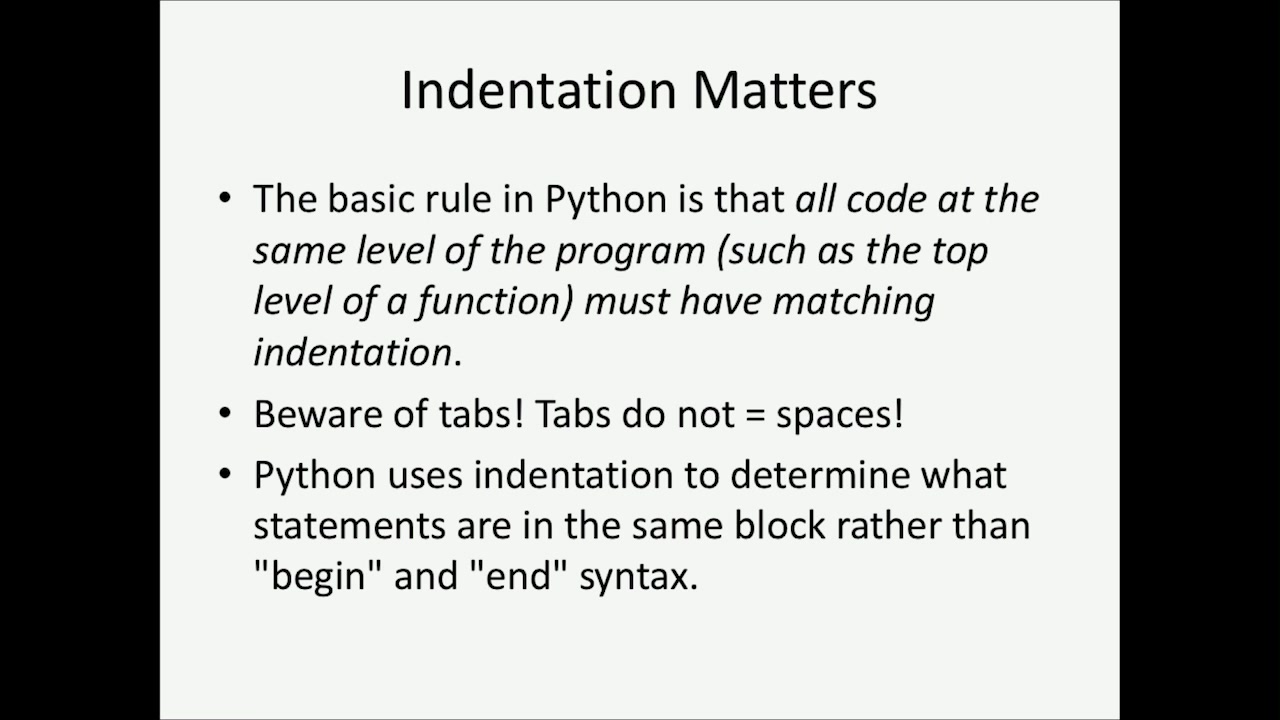 Indentation Matters
• The basic rule in Python is that all code at the
same level of the program (such as the top
level of a function) must have matching
indentation.
• Beware of tabs! Tabs do not = spaces!
• Python uses indentation to determine what
statements are in the same block rather than
"begin" and "end" syntax.